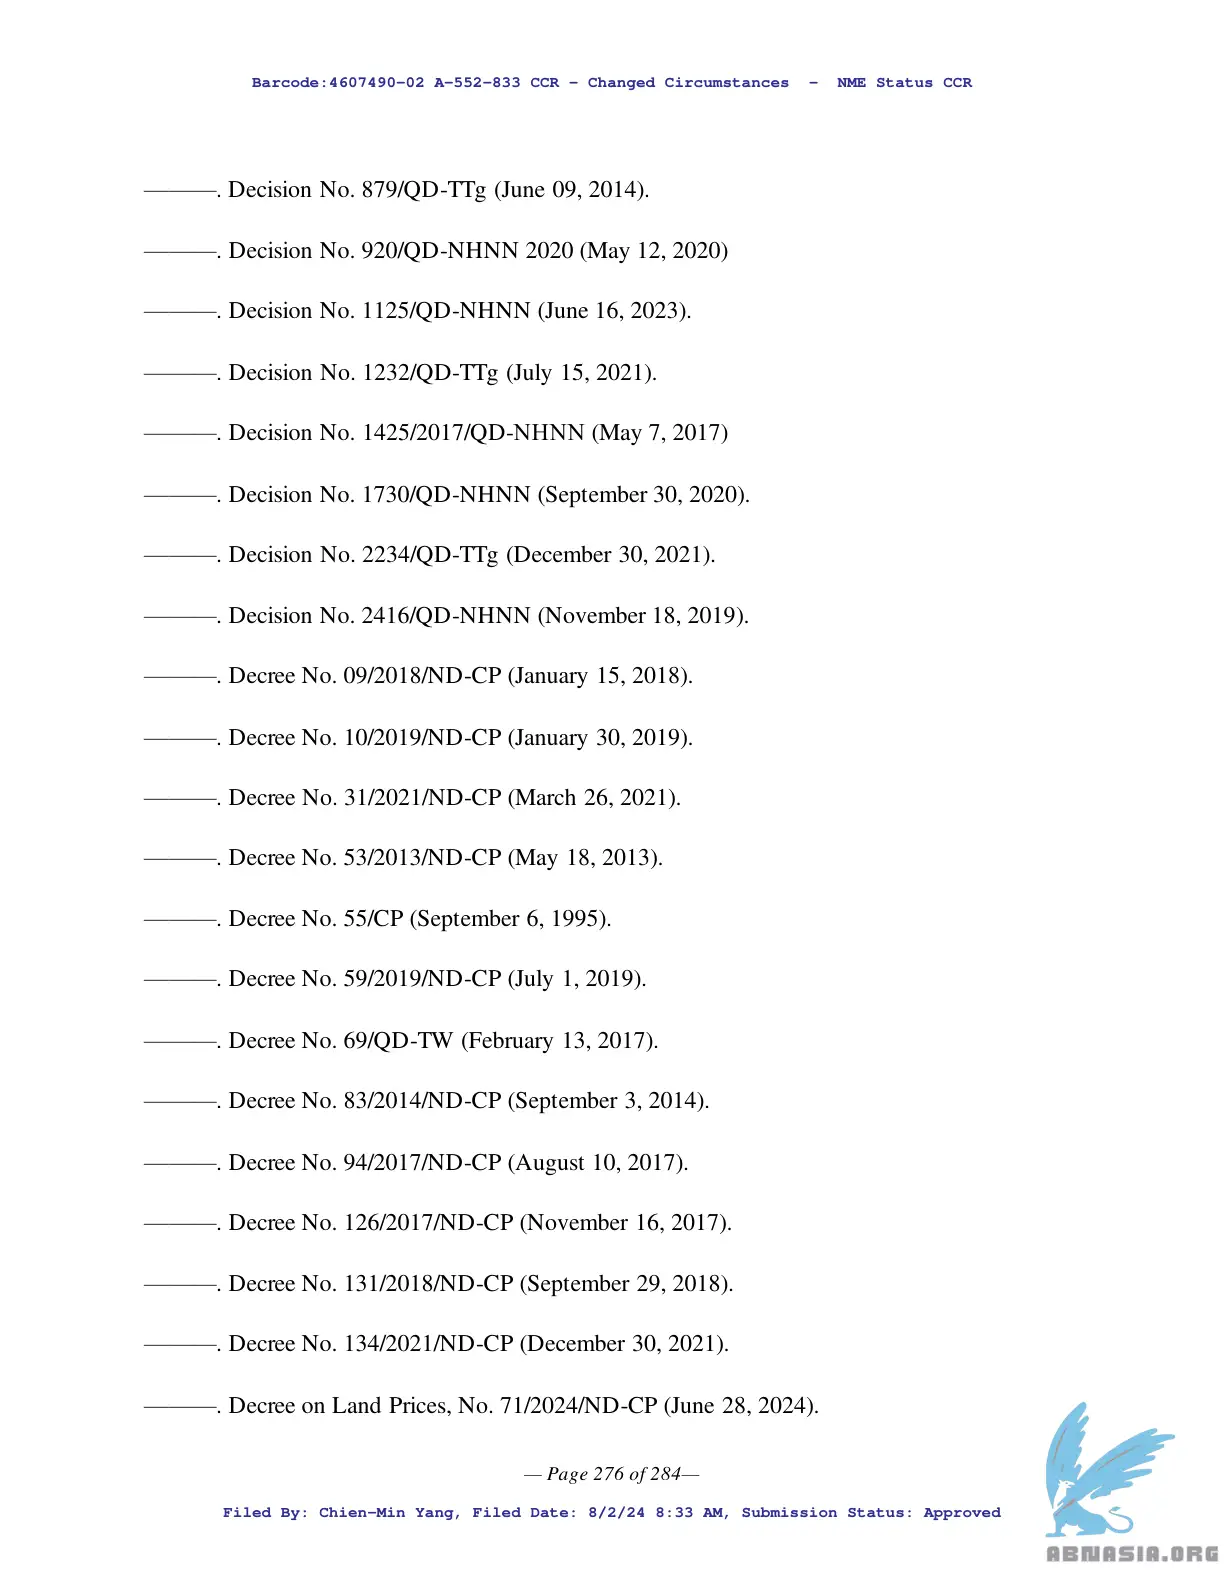 Barcode:4607490-02 A-552-833 CCR - Changed Circumstances - NME Status CCR
———. Decision No. 879/QD-TTg (June 09, 2014).
———. Decision No. 920/QD-NHNN 2020 (May 12, 2020)
———. Decision No. 1125/QD-NHNN (June 16, 2023).
———. Decision No. 1232/QD-TTg (July 15, 2021).
———. Decision No. 1425/2017/QD-NHNN (May 7, 2017)
———. Decision No. 1730/QD-NHNN (September 30, 2020).
———. Decision No. 2234/QD-TTg (December 30, 2021).
———. Decision No. 2416/QD-NHNN (November 18, 2019).
———. Decree No. 09/2018/ND-CP (January 15, 2018).
———. Decree No. 10/2019/ND-CP (January 30, 2019).
———. Decree No. 31/2021/ND-CP (March 26, 2021).
———. Decree No. 53/2013/ND-CP (May 18, 2013).
———. Decree No. 55/CP (September 6, 1995).
———. Decree No. 59/2019/ND-CP (July 1, 2019).
———. Decree No. 69/QD-TW (February 13, 2017).
———. Decree No. 83/2014/ND-CP (September 3, 2014).
———. Decree No. 94/2017/ND-CP (August 10, 2017).
———. Decree No. 126/2017/ND-CP (November 16, 2017).
———. Decree No. 131/2018/ND-CP (September 29, 2018).
———. Decree No. 134/2021/ND-CP (December 30, 2021).
———. Decree on Land Prices, No. 71/2024/ND-CP (June 28, 2024).
— Page 276 of 284—
Filed By: Chien-Min Yang, Filed Date: 8/2/24 8:33 AM, Submission Status: Approved
ABNASIA.ORG